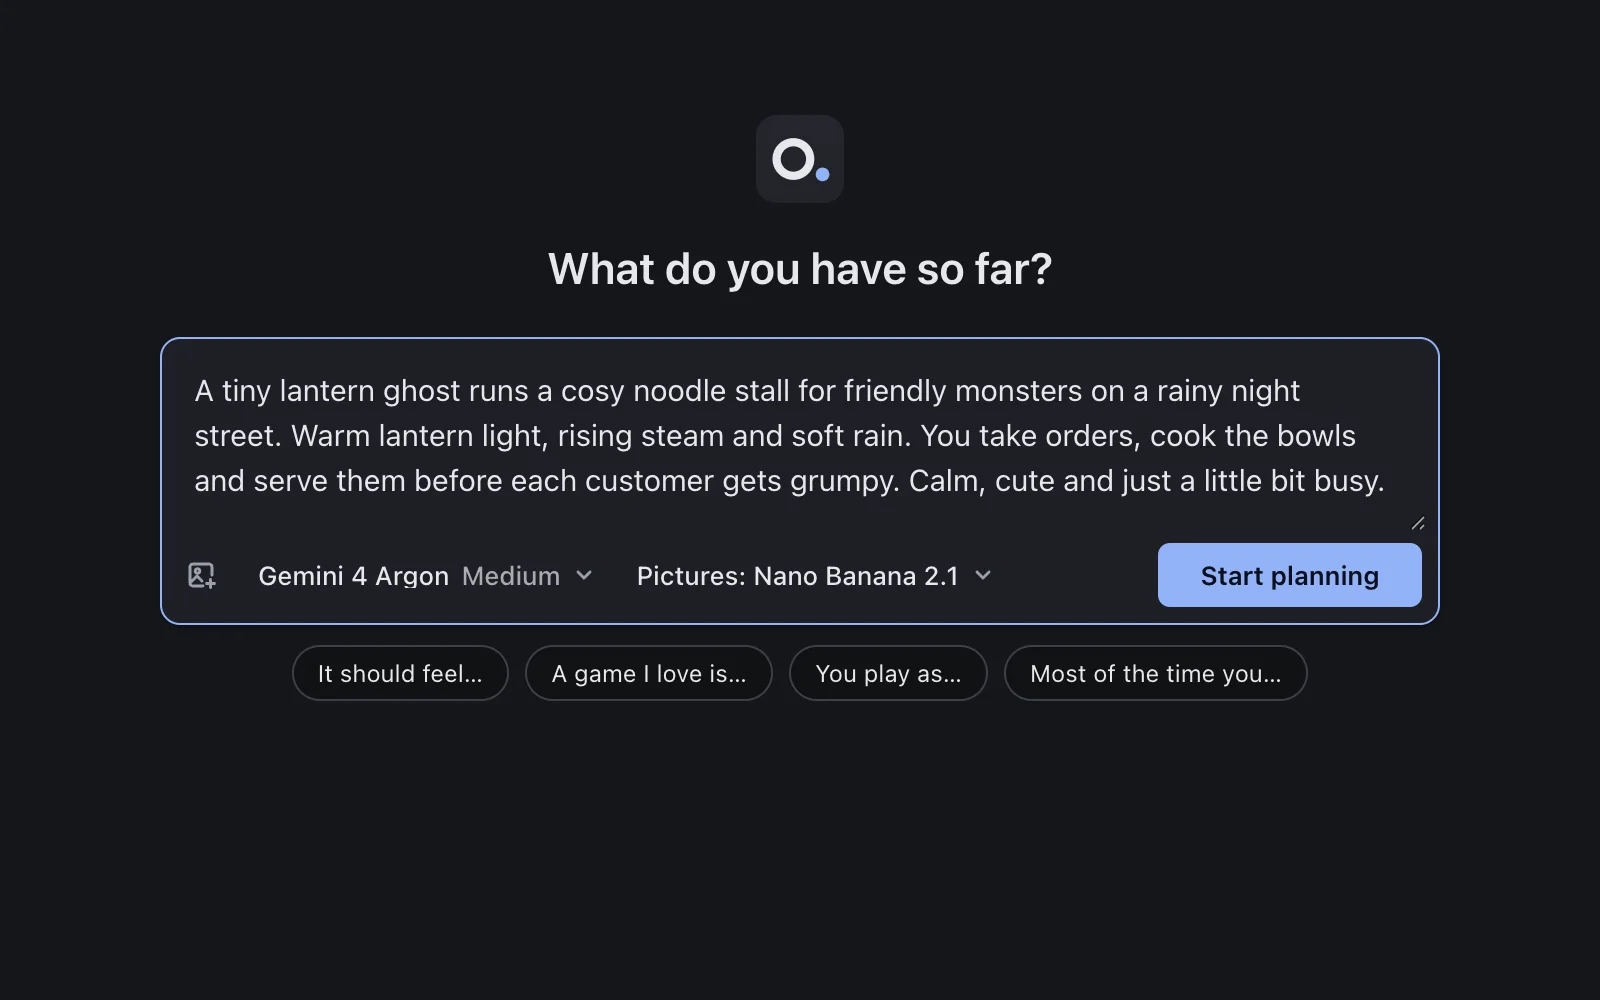 What do you have so far?
A tiny lantern ghost runs a cosy noodle stall for friendly monsters on a rainy night
street. Warm lantern light, rising steam and soft rain. You take orders, cook the bowls
and serve them before each customer gets grumpy. Calm, cute and just a little bit busy.
Gemini 4 Argon Medium Pictures: Nano Banana 2.1 Start planning
It should feel... A game I love is... You play as... Most of the time you...